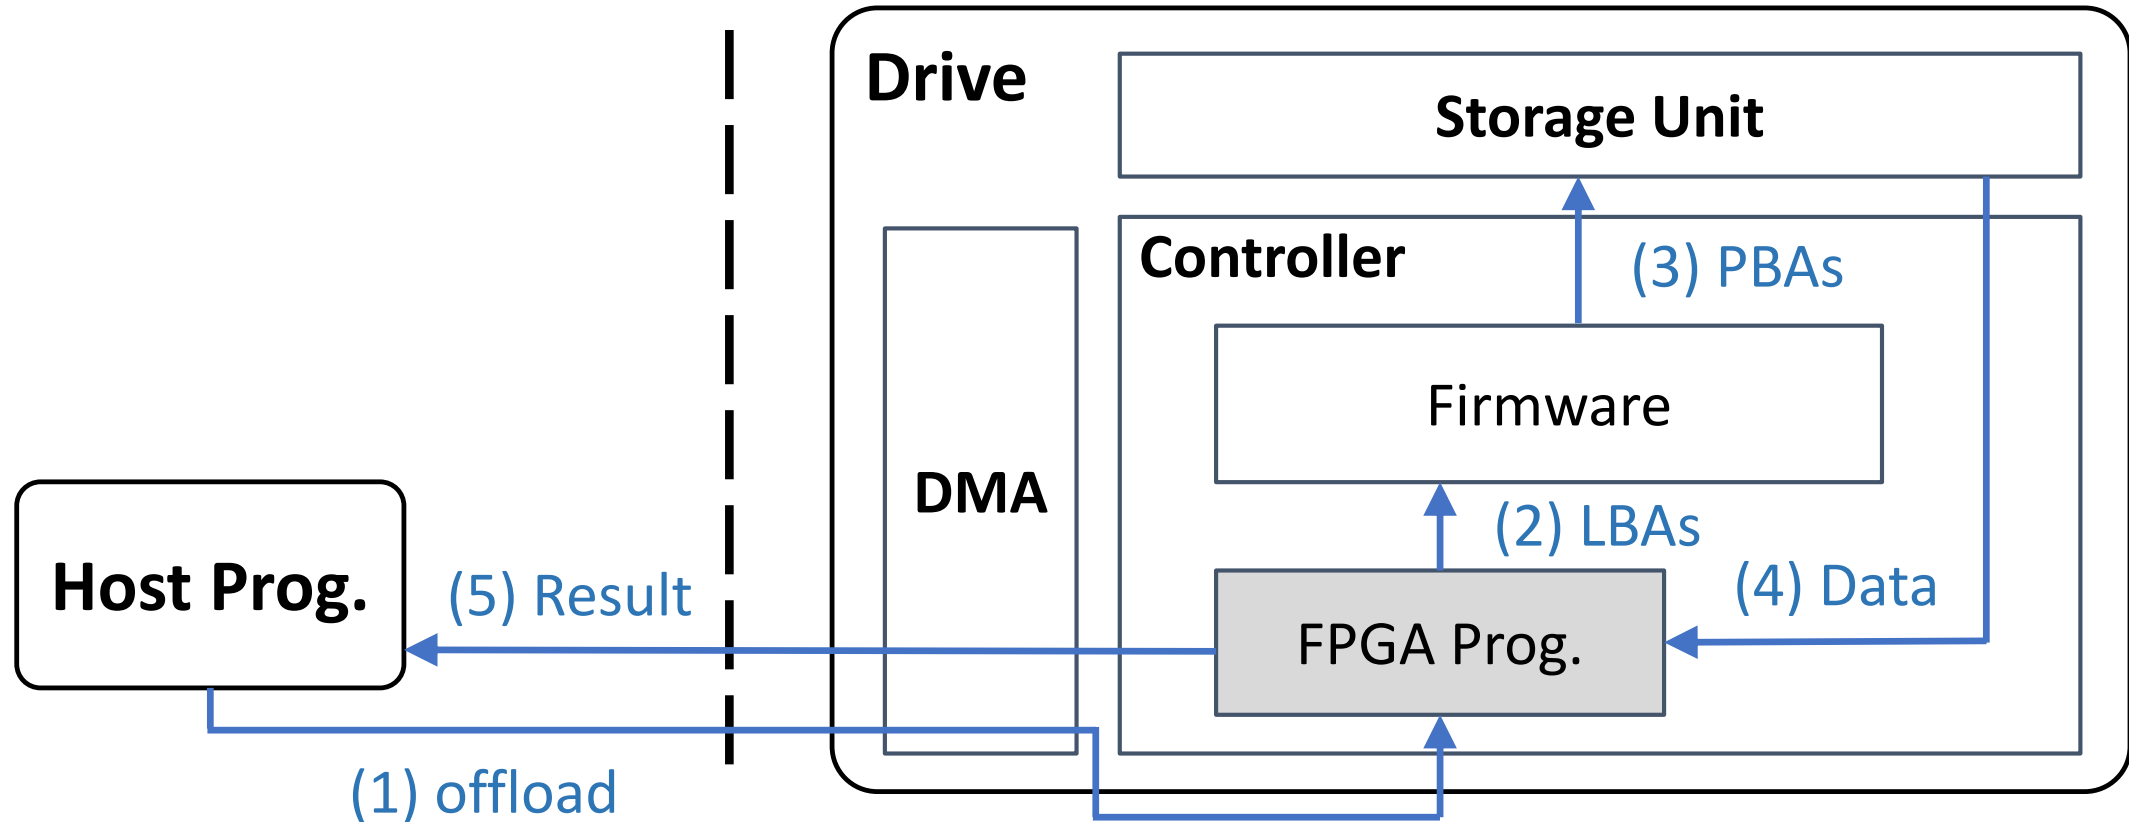 Drive
Storage Unit
Controller
(3) PBAs
Firmware
DMA
(2) LBAs
Host Prog.
(5) Result
(4) Data
FPGA Prog.
(1) offload